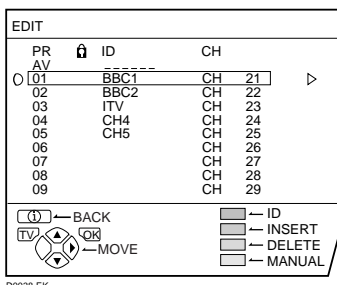 EDIT
PR ID CH
AV ------
01 BBC1 CH 21
02 BBC2 CH 22
03 ITV CH 23
04 CH4 CH 24
05 CH5 CH 25
06 CH 26
07 CH 27
08 CH 28
09 CH 29
i BACK
TV OK
MOVE
ID
INSERT
DELETE
MANUAL